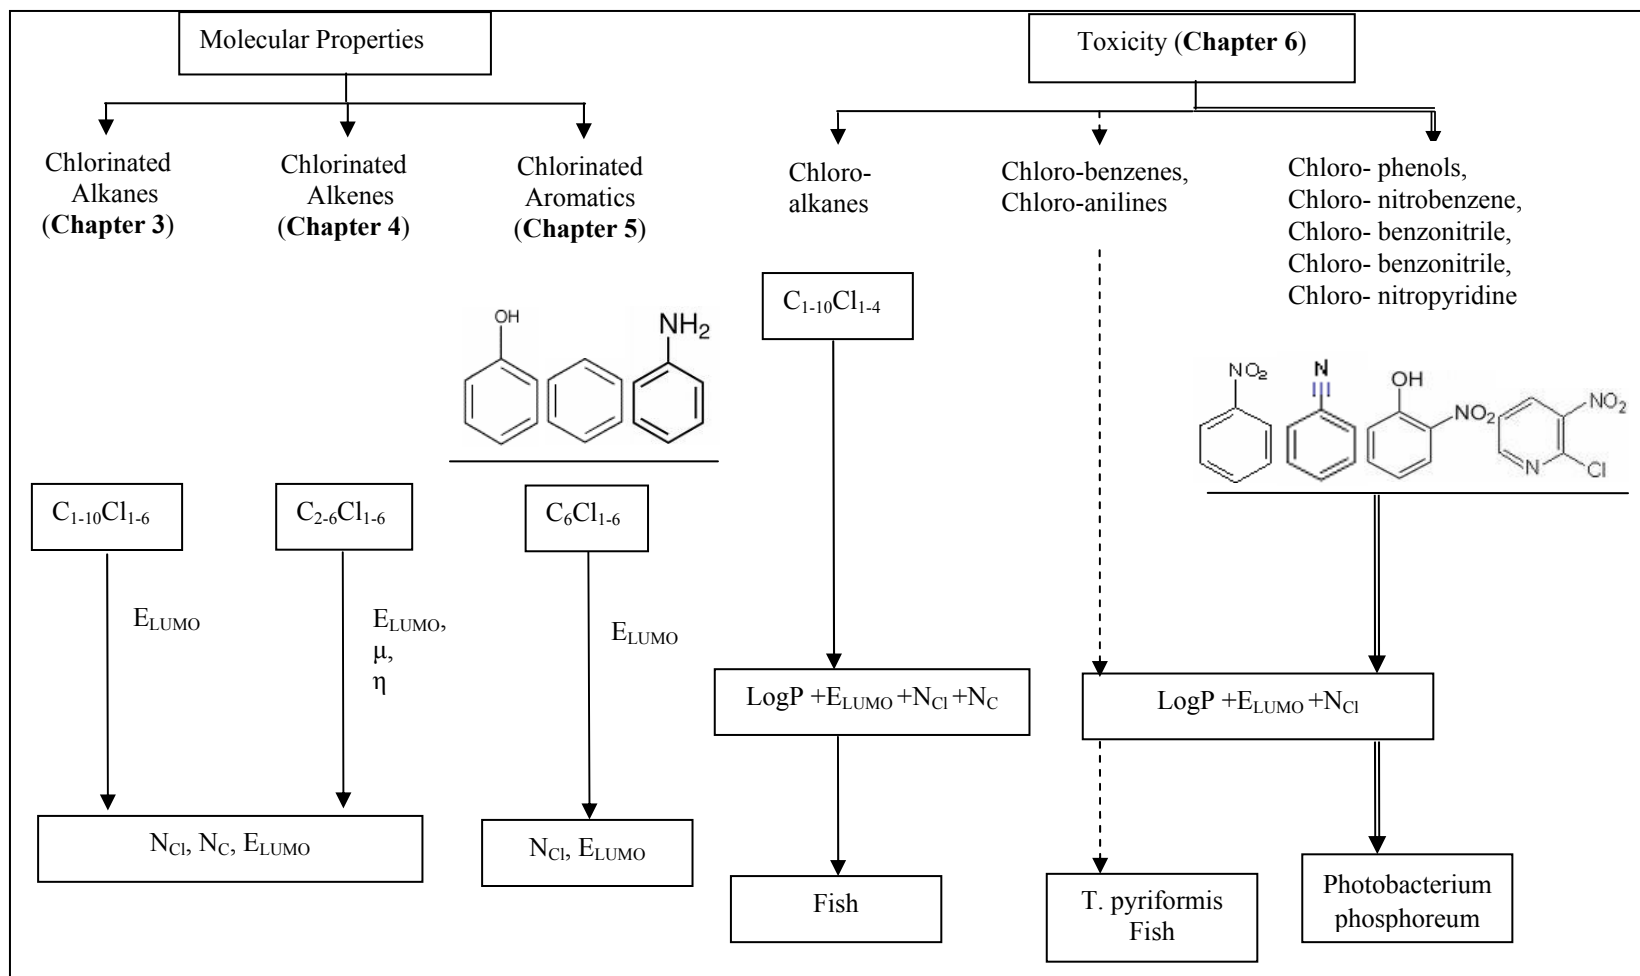 Molecular Properties
Toxicity (Chapter 6)
Chlorinated
Alkanes
(Chapter 3)
Chlorinated
Alkenes
(Chapter 4)
Chlorinated
Aromatics
(Chapter 5)
Chloro-
alkanes
Chloro-benzenes,
Chloro-anilines
Chloro- phenols,
Chloro- nitrobenzene,
Chloro- benzonitrile,
Chloro- benzonitrile,
Chloro- nitropyridine
C1-10Cl1-4
OH
NH2
NO2
N
OH
NO2
NO2
N
Cl
C1-10Cl1-6
C2-6Cl1-6
C6Cl1-6
ELUMO
ELUMO,
μ,
η
ELUMO
LogP +ELUMO +NCl +NC
LogP +ELUMO +NCl
NCl, NC, ELUMO
NCl, ELUMO
Fish
T. pyriformis
Fish
Photobacterium
phosphoreum